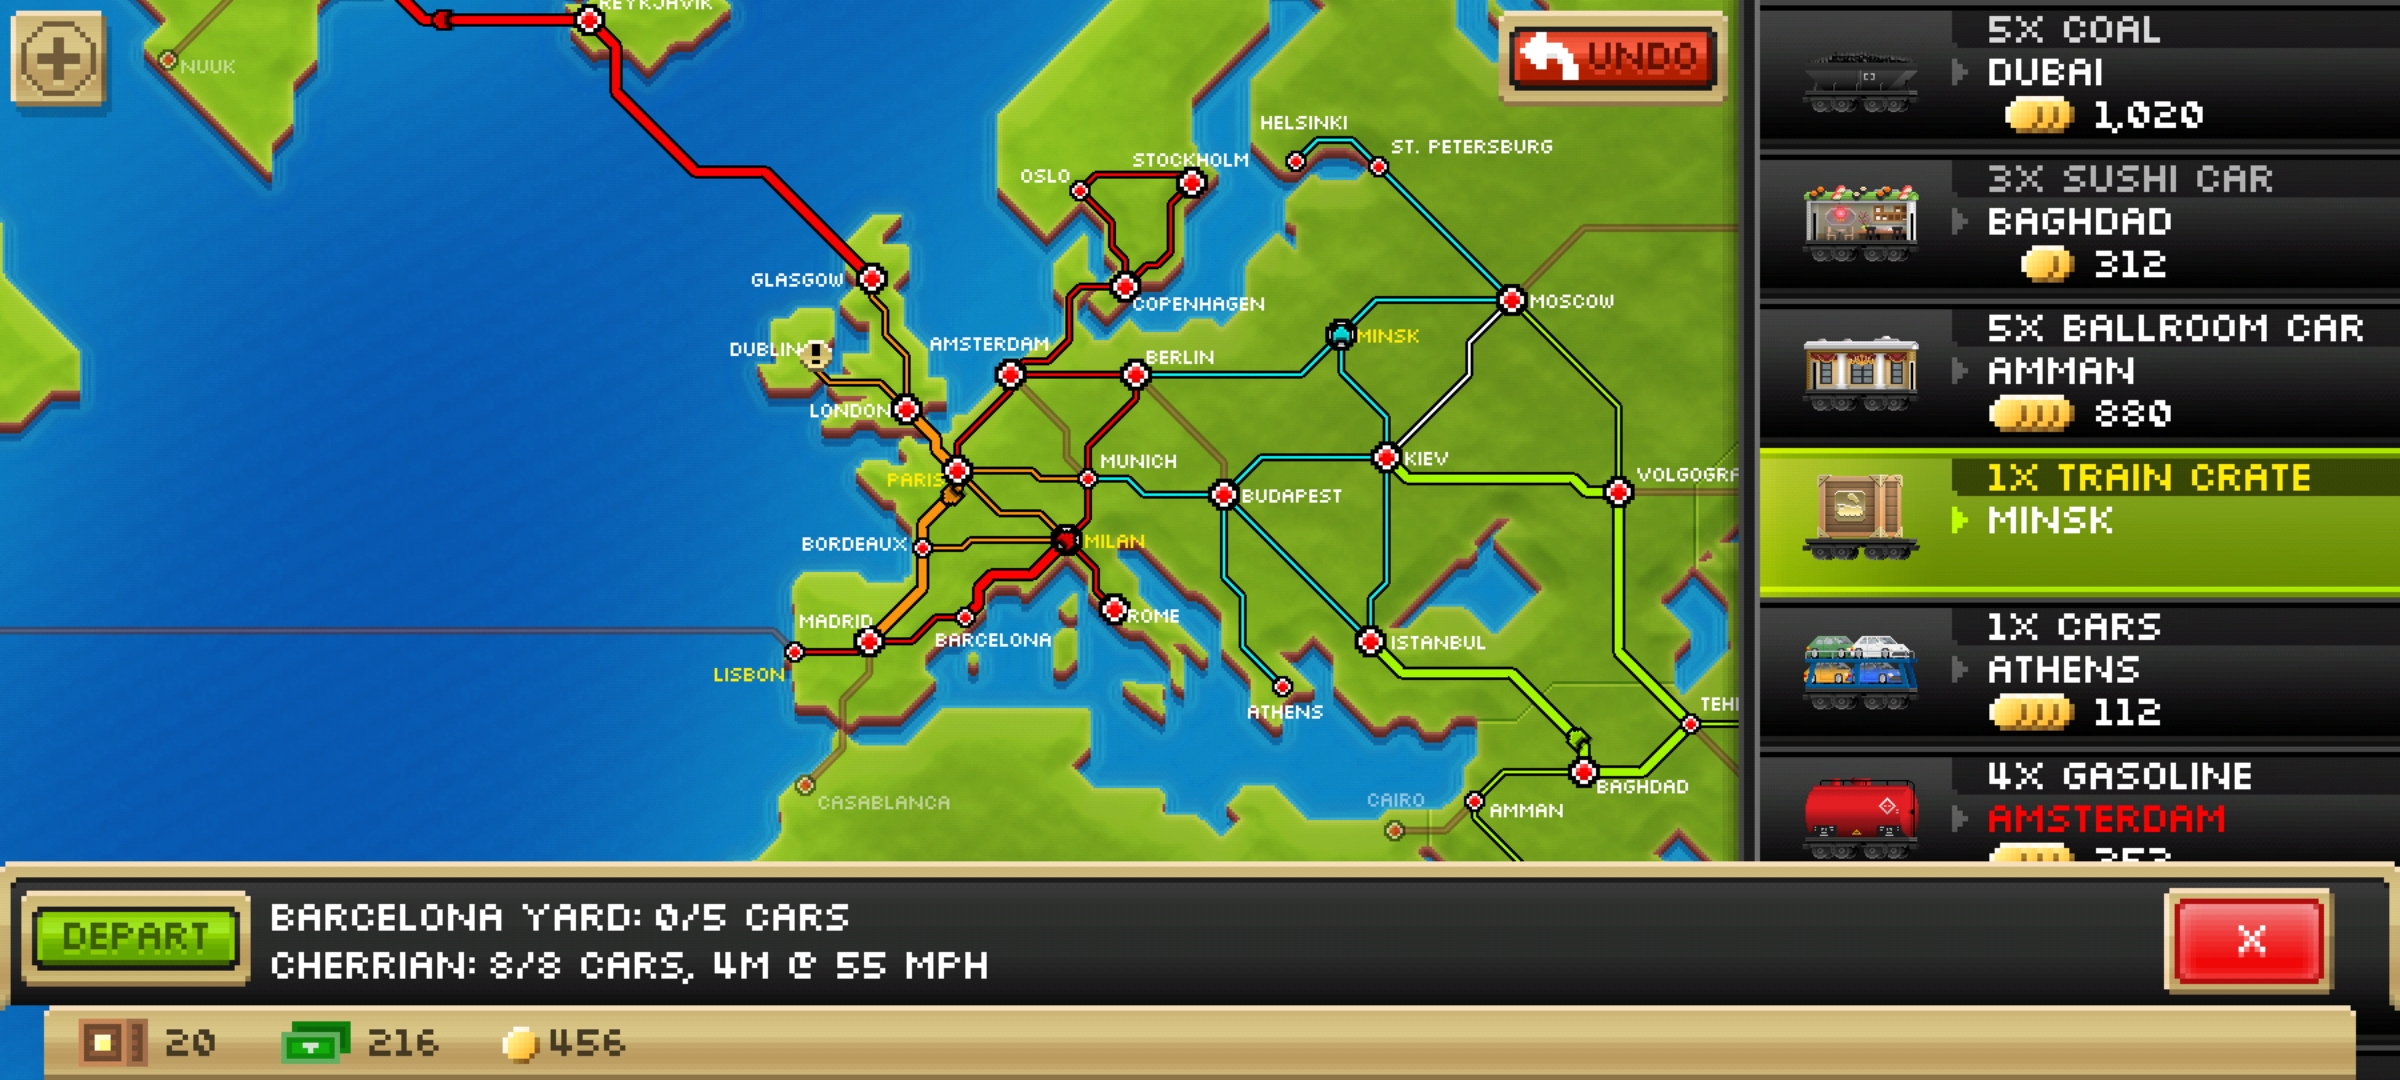 REYKJAVIK
NUUK
UNDO
HELSINKI
ST. PETERSBURG
STOCKHOLM
OSLO
GLASGOW
COPENHAGEN
MOSCOW
DUBLIN
AMSTERDAM
BERLIN
MINSK
LONDON
MUNICH
KIEV
PARIS
BUDAPEST
VOLGOGRA
BORDEAUX
MILAN
MADRID
ROME
BARCELONA
ISTANBUL
LISBON
ATHENS
TEH
CASABLANCA
CAIRO
AMMAN
BAGHDAD
5X COAL
DUBAI
1,020
3X SUSHI CAR
BAGHDAD
312
5X BALLROOM CAR
AMMAN
880
1X TRAIN CRATE
MINSK
1X CARS
ATHENS
112
4X GASOLINE
AMSTERDAM
DEPART
BARCELONA YARD: 0/5 CARS
CHERRIAN: 8/8 CARS, 4M @ 55 MPH
X
20
216
456